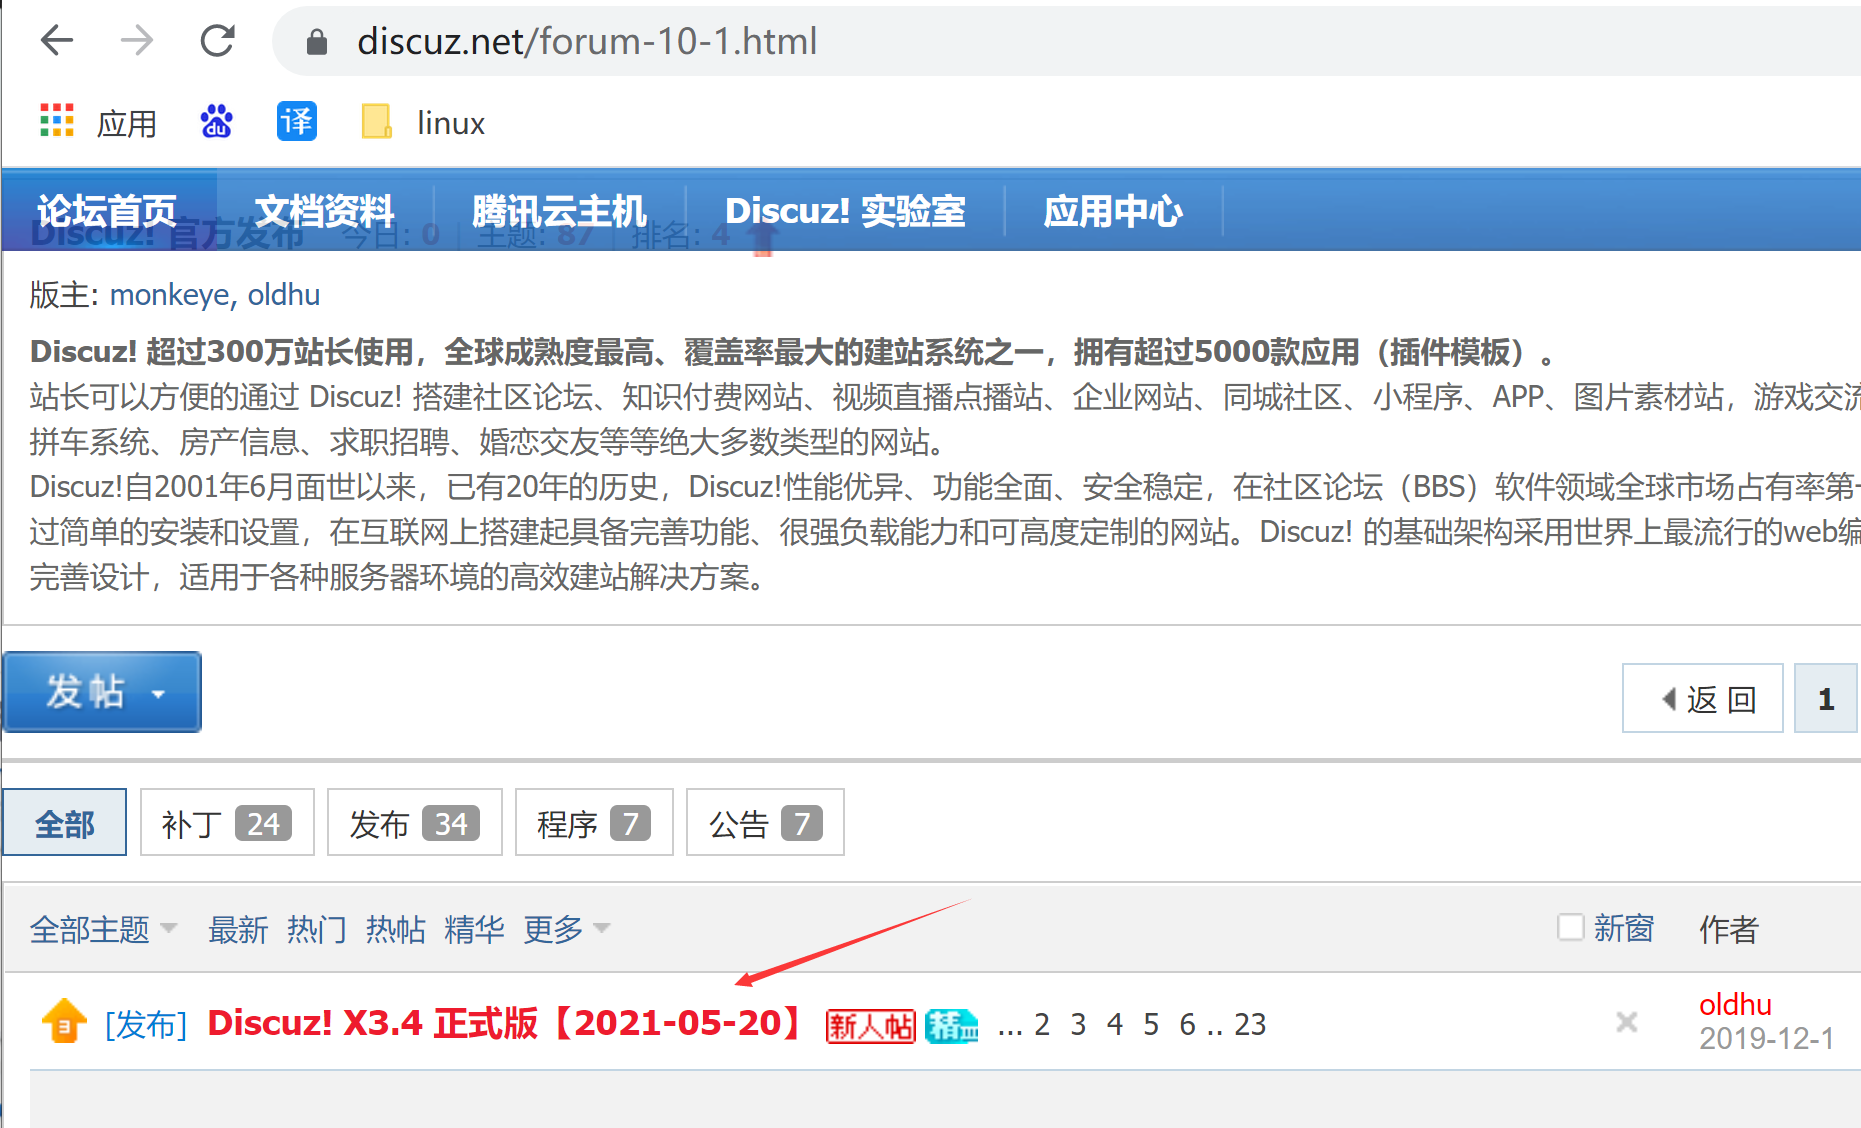 discuz.net/forum-10-1.html
应用 du 译 linux
论坛首页 文档资料 腾讯云主机 Discuz! 实验室 应用中心
Discuz! 官方发布 今日: 0 主题: 87 排名: 4
版主: monkeye, oldhu
Discuz! 超过300万站长使用，全球成熟度最高、覆盖率最大的建站系统之一，拥有超过5000款应用（插件模板）。
站长可以方便的通过 Discuz! 搭建社区论坛、知识付费网站、视频直播点播站、企业网站、同城社区、小程序、APP、图片素材站，游戏交流
拼车系统、房产信息、求职招聘、婚恋交友等等绝大多数类型的网站。
Discuz!自2001年6月面世以来，已有20年的历史，Discuz!性能优异、功能全面、安全稳定，在社区论坛（BBS）软件领域全球市场占有率第
过简单的安装和设置，在互联网上搭建起具备完善功能、很强负载能力和可高度定制的网站。Discuz! 的基础架构采用世界上最流行的web编
完善设计，适用于各种服务器环境的高效建站解决方案。
发帖
返 回 1
全部 补丁 24 发布 34 程序 7 公告 7
全部主题 最新 热门 热帖 精华 更多 新窗 作者
3 [发布] Discuz! X3.4 正式版【2021-05-20】 新人帖 精 ... 2 3 4 5 6 .. 23 oldhu
2019-12-1